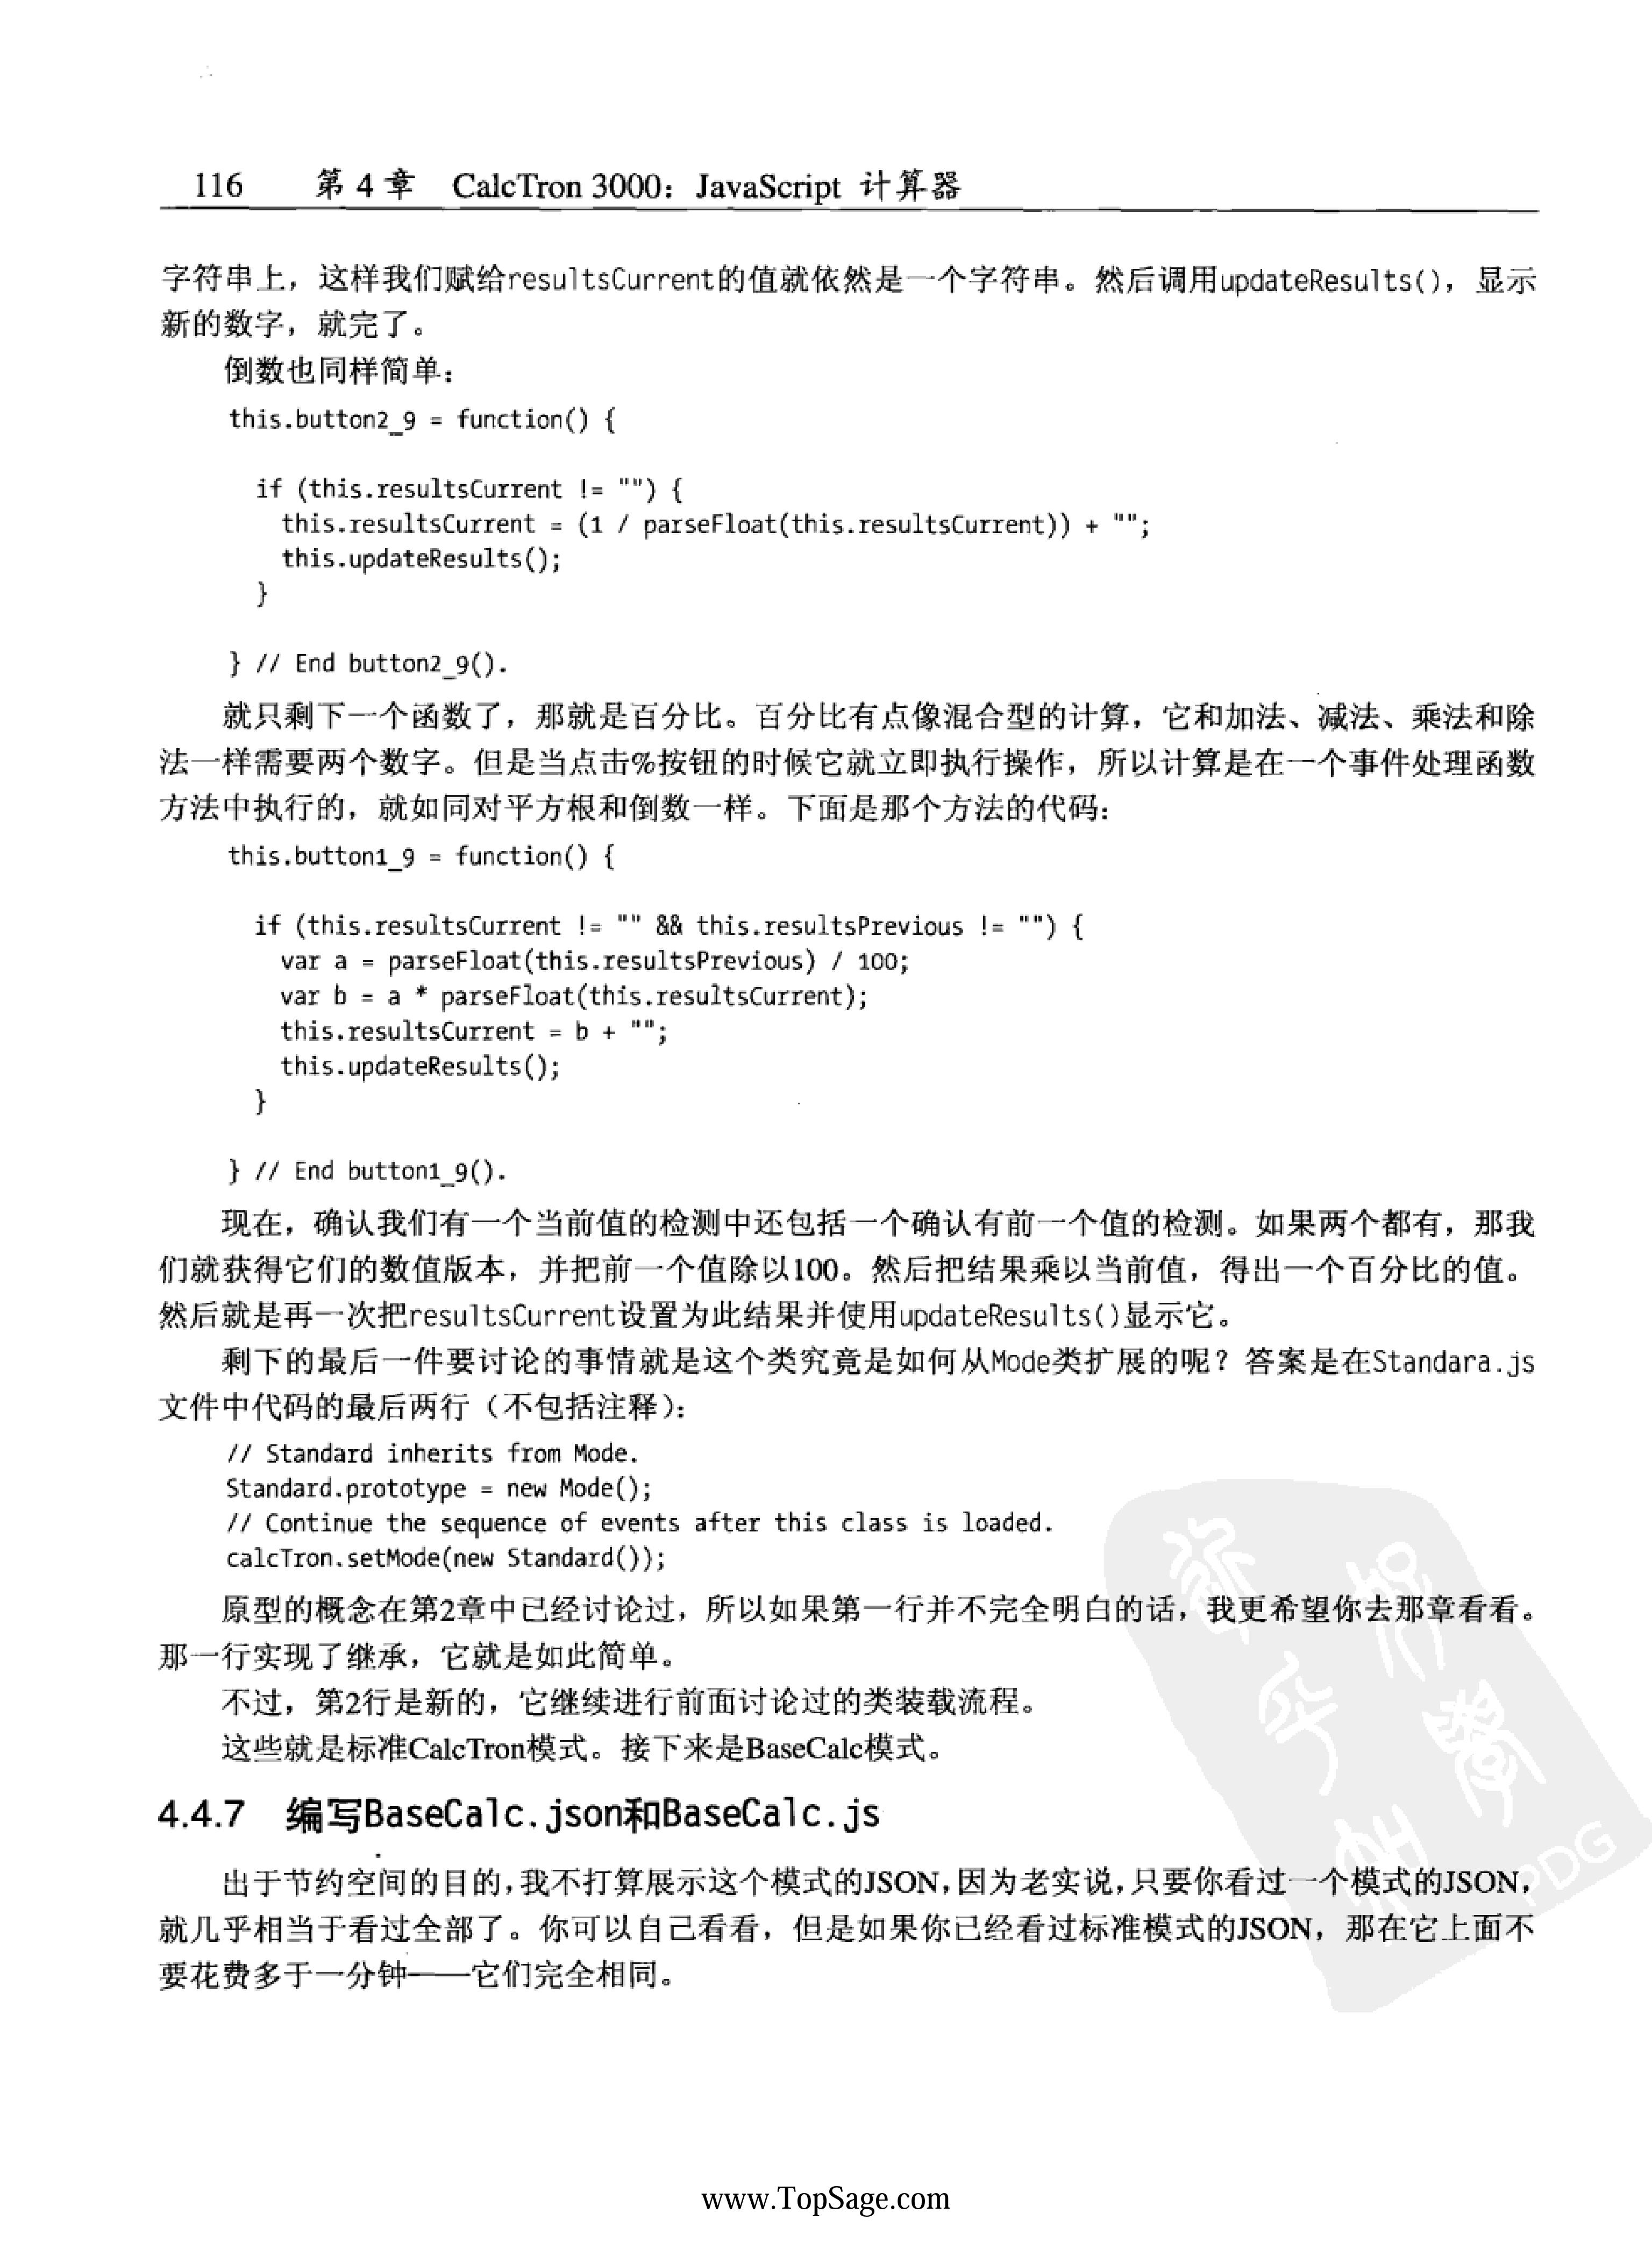 116 第 4 章 CalcTron 3000：JavaScript 计算器
字符串上，这样我们赋给resultsCurrent的值就依然是一个字符串。然后调用updateResults()，显示
新的数字，就完了。
倒数也同样简单：
this.button2_9 = function() {
if (this.resultsCurrent != "") {
this.resultsCurrent = (1 / parseFloat(this.resultsCurrent)) + "";
this.updateResults();
}
} // End button2_9().
就只剩下一个函数了，那就是百分比。百分比有点像混合型的计算，它和加法、减法、乘法和除
法一样需要两个数字。但是当点击%按钮的时候它就立即执行操作，所以计算是在一个事件处理函数
方法中执行的，就如同对平方根和倒数一样。下面是那个方法的代码：
this.button1_9 = function() {
if (this.resultsCurrent != "" && this.resultsPrevious != "") {
var a = parseFloat(this.resultsPrevious) / 100;
var b = a * parseFloat(this.resultsCurrent);
this.resultsCurrent = b + "";
this.updateResults();
}
} // End button1_9().
现在，确认我们有一个当前值的检测中还包括一个确认有前一个值的检测。如果两个都有，那我
们就获得它们的数值版本，并把前一个值除以100。然后把结果乘以当前值，得出一个百分比的值。
然后就是再一次把resultsCurrent设置为此结果并使用updateResults()显示它。
剩下的最后一件要讨论的事情就是这个类究竟是如何从Mode类扩展的呢？答案是在Standara.js
文件中代码的最后两行（不包括注释）：
// Standard inherits from Mode.
Standard.prototype = new Mode();
// Continue the sequence of events after this class is loaded.
calcTron.setMode(new Standard());
原型的概念在第2章中已经讨论过，所以如果第一行并不完全明白的话，我更希望你去那章看看。
那一行实现了继承，它就是如此简单。
不过，第2行是新的，它继续进行前面讨论过的类装载流程。
这些就是标准CalcTron模式。接下来是BaseCalc模式。
4.4.7 编写BaseCalc.json和BaseCalc.js
出于节约空间的目的，我不打算展示这个模式的JSON，因为老实说，只要你看过一个模式的JSON，
就几乎相当于看过全部了。你可以自己看看，但是如果你已经看过标准模式的JSON，那在它上面不
要花费多于一分钟——它们完全相同。
PDG
www.TopSage.com